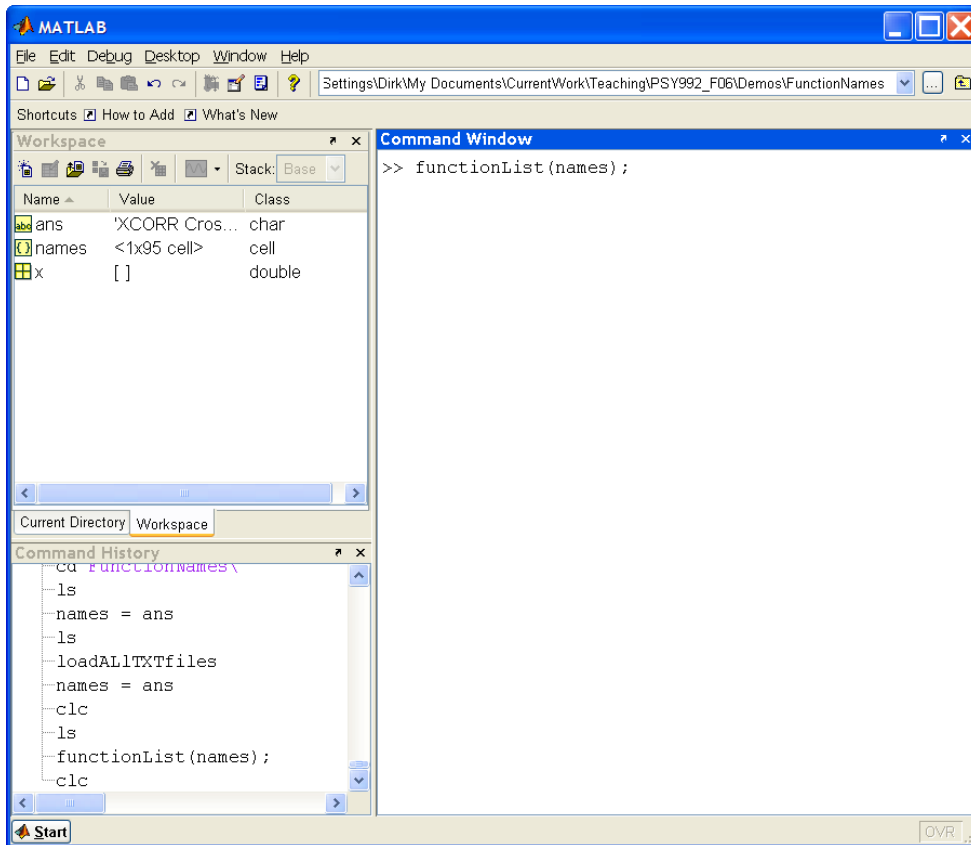 MATLAB
File Edit Debug Desktop Window Help
Settings\Dirk\My Documents\CurrentWork\Teaching\PSY992_F06\Demos\FunctionNames ...
Shortcuts How to Add What's New
Workspace
Stack: Base
Name Value Class
abc ans 'XCORR Cros... char
{} names <1x95 cell> cell
x [ ] double
Current Directory Workspace
Command History
cd FunctionNames\
ls
names = ans
ls
loadALlTXTfiles
names = ans
clc
ls
functionList(names);
clc
Command Window
>> functionList(names);
Start
OVR